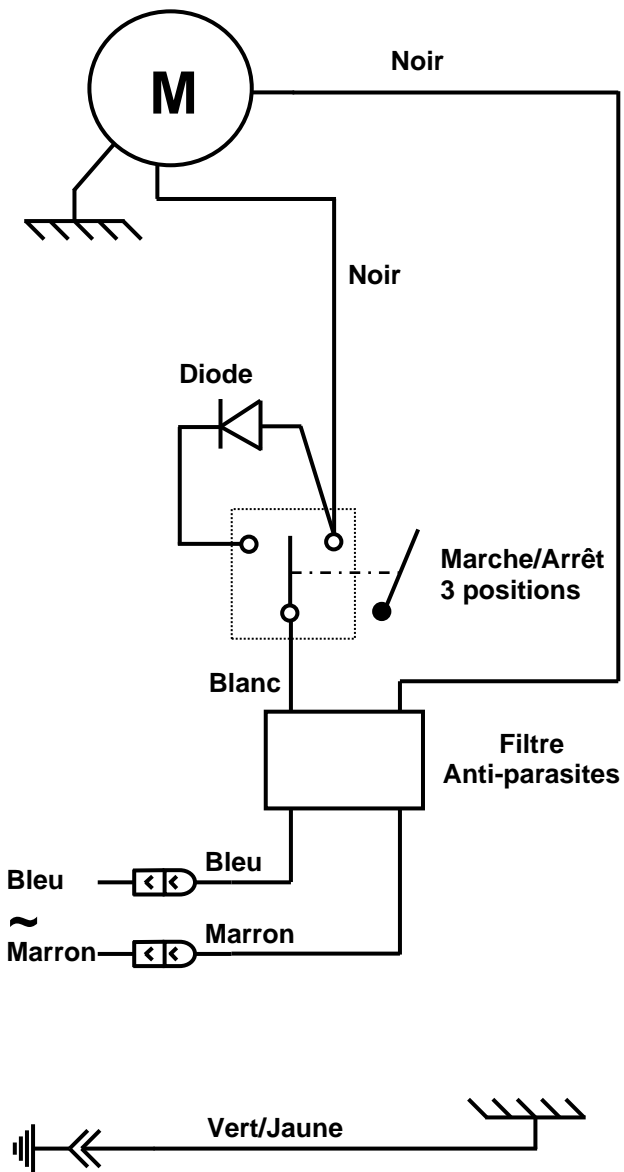 M
Noir
Noir
Diode
Marche/Arrêt
3 positions
Blanc
Filtre
Anti-parasites
Bleu
Bleu
~
Marron
Marron
Vert/Jaune